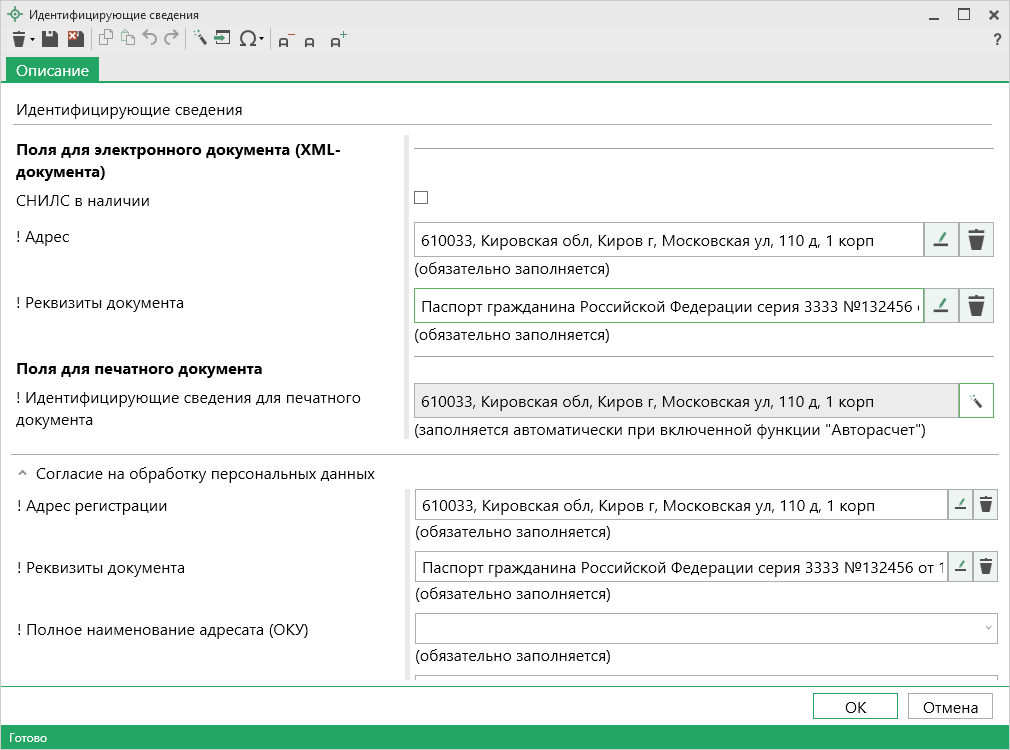 Идентифицирующие сведения
?
Описание
Идентифицирующие сведения
Поля для электронного документа (XML-
документа)
СНИЛС в наличии
! Адрес
610033, Кировская обл, Киров г, Московская ул, 110 д, 1 корп
(обязательно заполняется)
! Реквизиты документа
Паспорт гражданина Российской Федерации серия 3333 №132456
(обязательно заполняется)
Поля для печатного документа
! Идентифицирующие сведения для печатного
документа
610033, Кировская обл, Киров г, Московская ул, 110 д, 1 корп
(заполняется автоматически при включенной функции "Авторасчет")
Согласие на обработку персональных данных
! Адрес регистрации
610033, Кировская обл, Киров г, Московская ул, 110 д, 1 корп
(обязательно заполняется)
! Реквизиты документа
Паспорт гражданина Российской Федерации серия 3333 №132456 от 1
(обязательно заполняется)
! Полное наименование адресата (ОКУ)
(обязательно заполняется)
ОК
Отмена
Готово